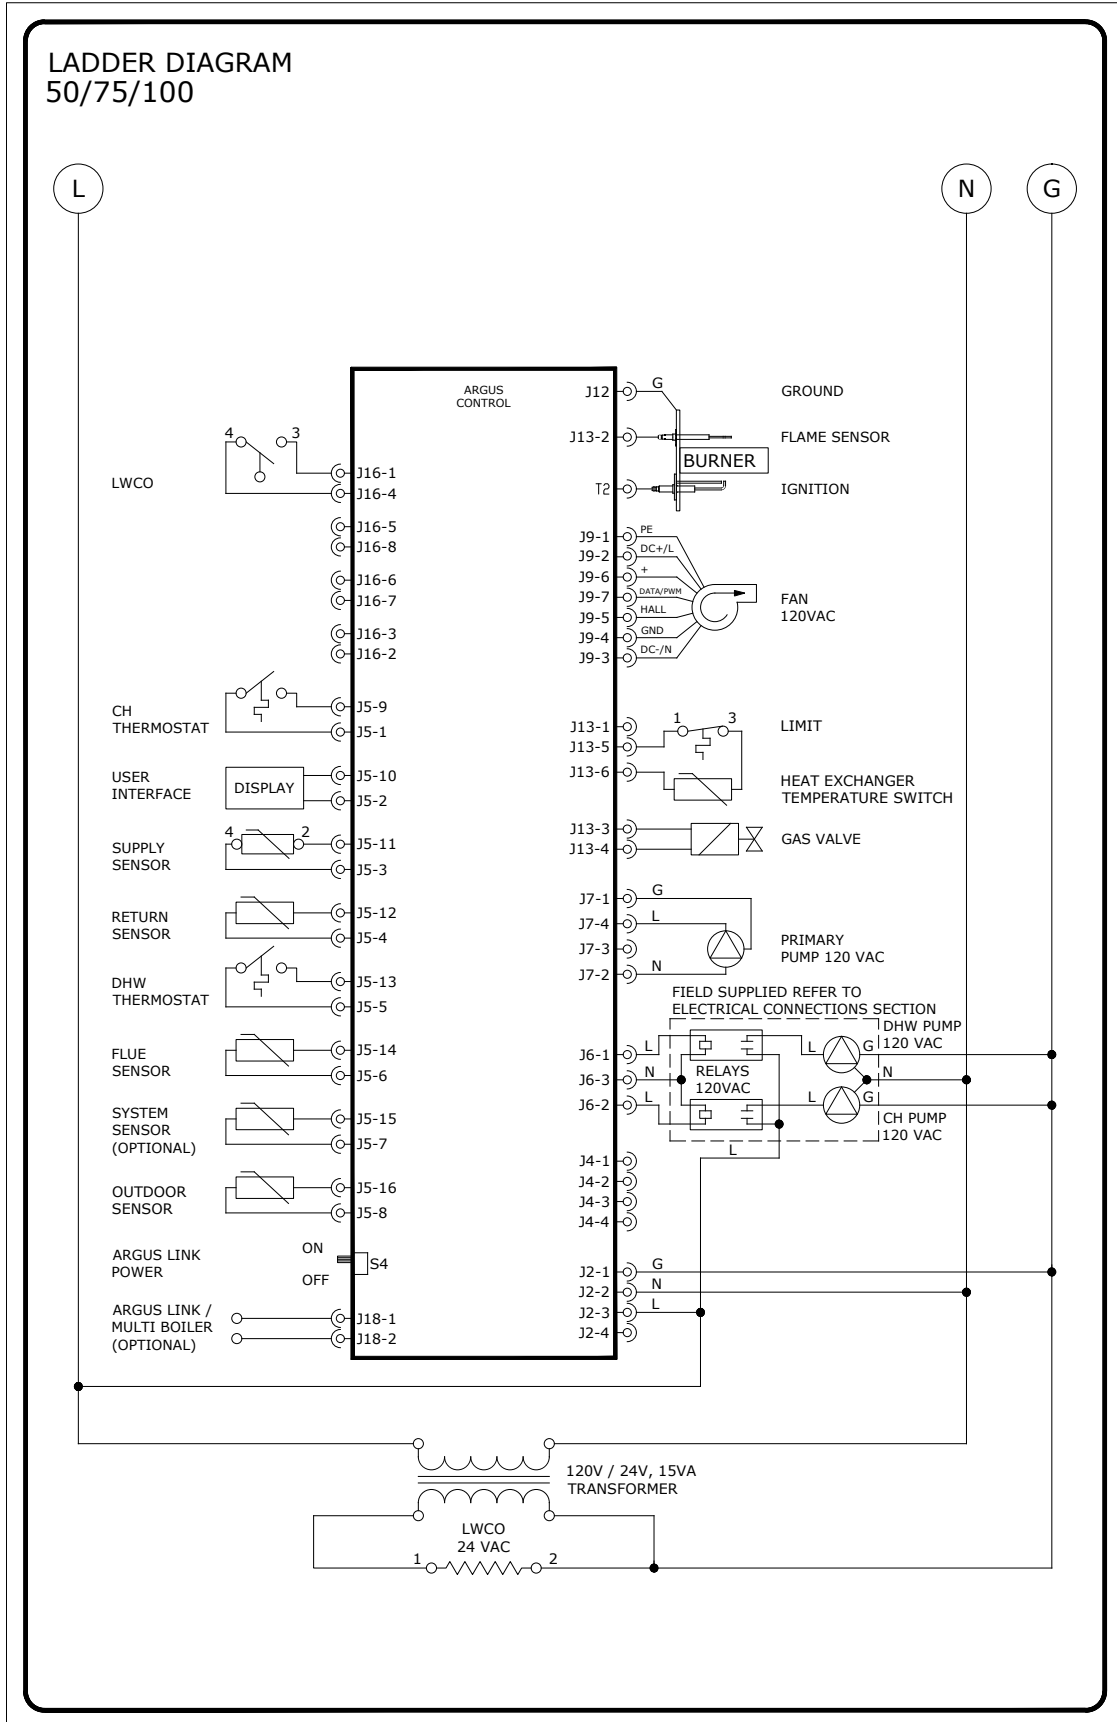 LADDER DIAGRAM
50/75/100
L
N
G
ARGUS
CONTROL
LWCO
4
3
J16-1
J16-4
J16-5
J16-8
J16-6
J16-7
J16-3
J16-2
CH
THERMOSTAT
J5-9
J5-1
USER
INTERFACE
DISPLAY
J5-10
J5-2
SUPPLY
SENSOR
4
2
J5-11
J5-3
RETURN
SENSOR
J5-12
J5-4
DHW
THERMOSTAT
J5-13
J5-5
FLUE
SENSOR
J5-14
J5-6
SYSTEM
SENSOR
(OPTIONAL)
J5-15
J5-7
OUTDOOR
SENSOR
J5-16
J5-8
ARGUS LINK
POWER
ON
OFF
S4
ARGUS LINK /
MULTI BOILER
(OPTIONAL)
J18-1
J18-2
J12
G
GROUND
J13-2
FLAME SENSOR
BURNER
T2
IGNITION
J9-1
PE
J9-2
DC+/L
J9-6
+
J9-7
DATA/PWM
J9-5
HALL
J9-4
GND
J9-3
DC-/N
FAN
120VAC
J13-1
J13-5
J13-6
1
3
LIMIT
HEAT EXCHANGER
TEMPERATURE SWITCH
J13-3
J13-4
GAS VALVE
J7-1
G
J7-4
L
J7-3
J7-2
N
PRIMARY
PUMP 120 VAC
FIELD SUPPLIED REFER TO
ELECTRICAL CONNECTIONS SECTION
DHW PUMP
120 VAC
J6-1
L
J6-3
N
J6-2
L
RELAYS
120VAC
L
G
N
L
G
CH PUMP
120 VAC
L
J4-1
J4-2
J4-3
J4-4
J2-1
G
J2-2
N
J2-3
L
J2-4
120V / 24V, 15VA
TRANSFORMER
LWCO
24 VAC
1
2